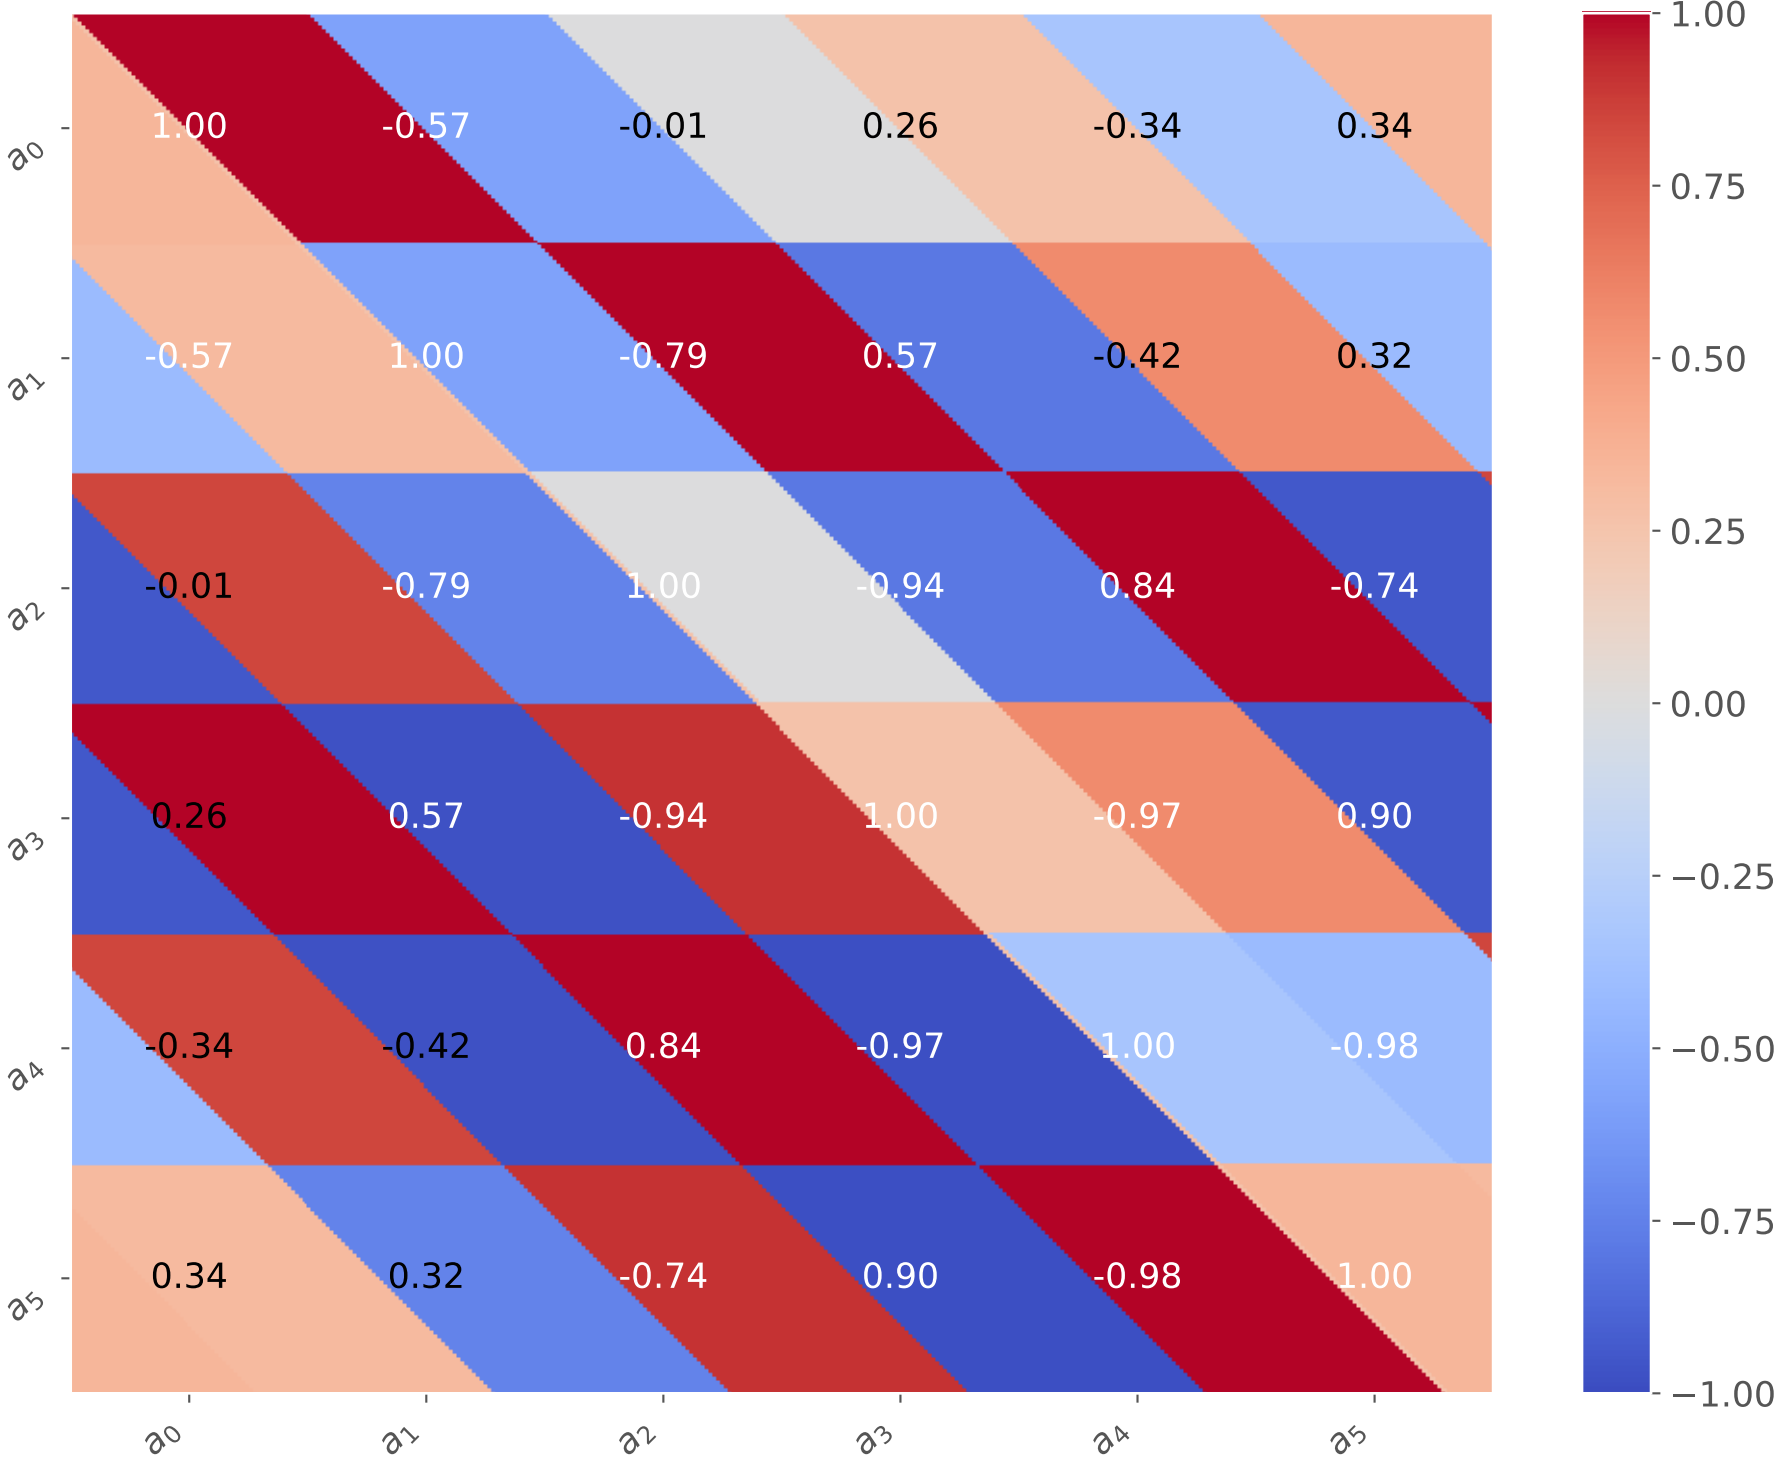 1.00
a0 1.00 -0.57 -0.01 0.26 -0.34 0.34
0.75
a1 -0.57 1.00 -0.79 0.57 -0.42 0.32
0.50
0.25
a2 -0.01 -0.79 1.00 -0.94 0.84 -0.74
0.00
a3 0.26 0.57 -0.94 1.00 -0.97 0.90
−0.25
a4 -0.34 -0.42 0.84 -0.97 1.00 -0.98
−0.50
−0.75
a5 0.34 0.32 -0.74 0.90 -0.98 1.00
−1.00
a0 a1 a2 a3 a4 a5